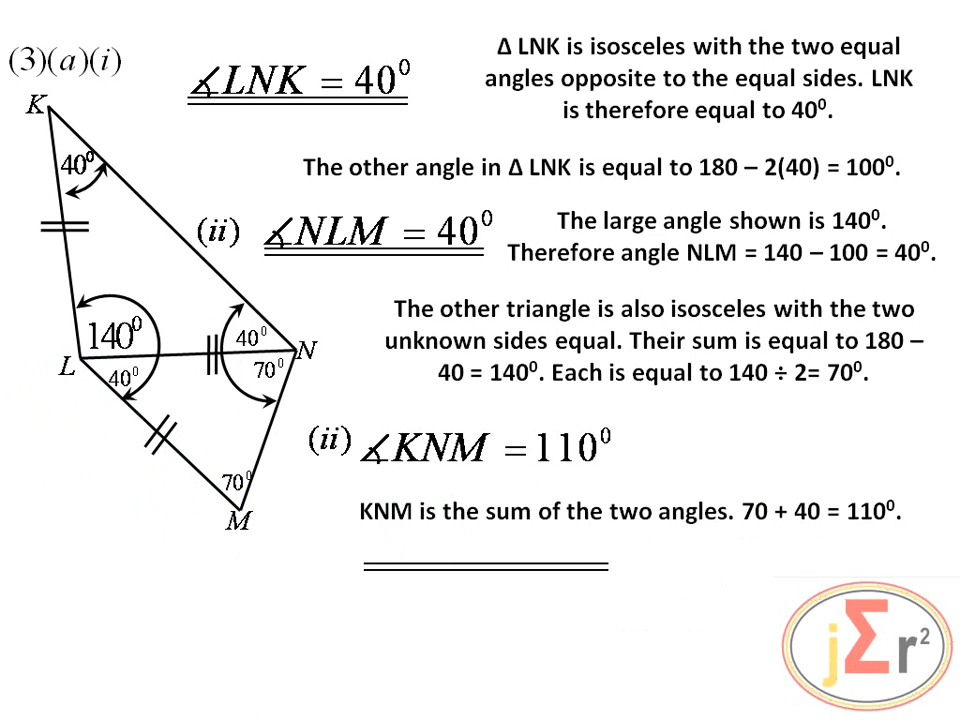 (3)(a)(i)
∡LNK = 40⁰
Δ LNK is isosceles with the two equal
angles opposite to the equal sides. LNK
is therefore equal to 40⁰.
The other angle in Δ LNK is equal to 180 – 2(40) = 100⁰.
(ii) ∡NLM = 40⁰
The large angle shown is 140⁰.
Therefore angle NLM = 140 – 100 = 40⁰.
The other triangle is also isosceles with the two
unknown sides equal. Their sum is equal to 180 –
40 = 140⁰. Each is equal to 140 ÷ 2= 70⁰.
(ii) ∡KNM = 110⁰
KNM is the sum of the two angles. 70 + 40 = 110⁰.
K
40⁰
140⁰
40⁰
N
L
40⁰
70⁰
70⁰
M
jΣr²